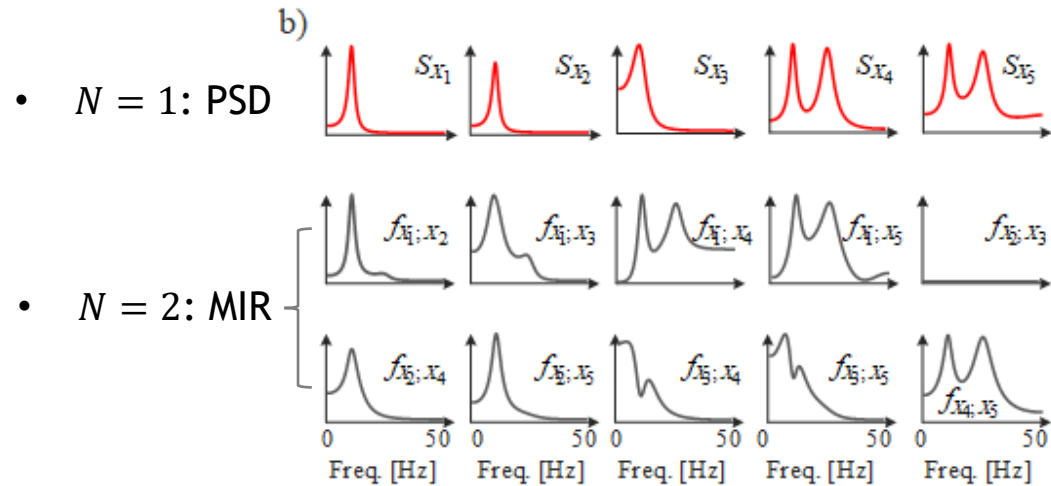 b)
• N = 1: PSD
S_{x_1} S_{x_2} S_{x_3} S_{x_4} S_{x_5}
f_{x_1; x_2} f_{x_1; x_3} f_{x_1; x_4} f_{x_1; x_5} f_{x_2; x_3}
• N = 2: MIR
f_{x_2; x_4} f_{x_2; x_5} f_{x_3; x_4} f_{x_3; x_5} f_{x_4; x_5}
0 50 0 50 0 50 0 50 0 50
Freq. [Hz] Freq. [Hz] Freq. [Hz] Freq. [Hz] Freq. [Hz]